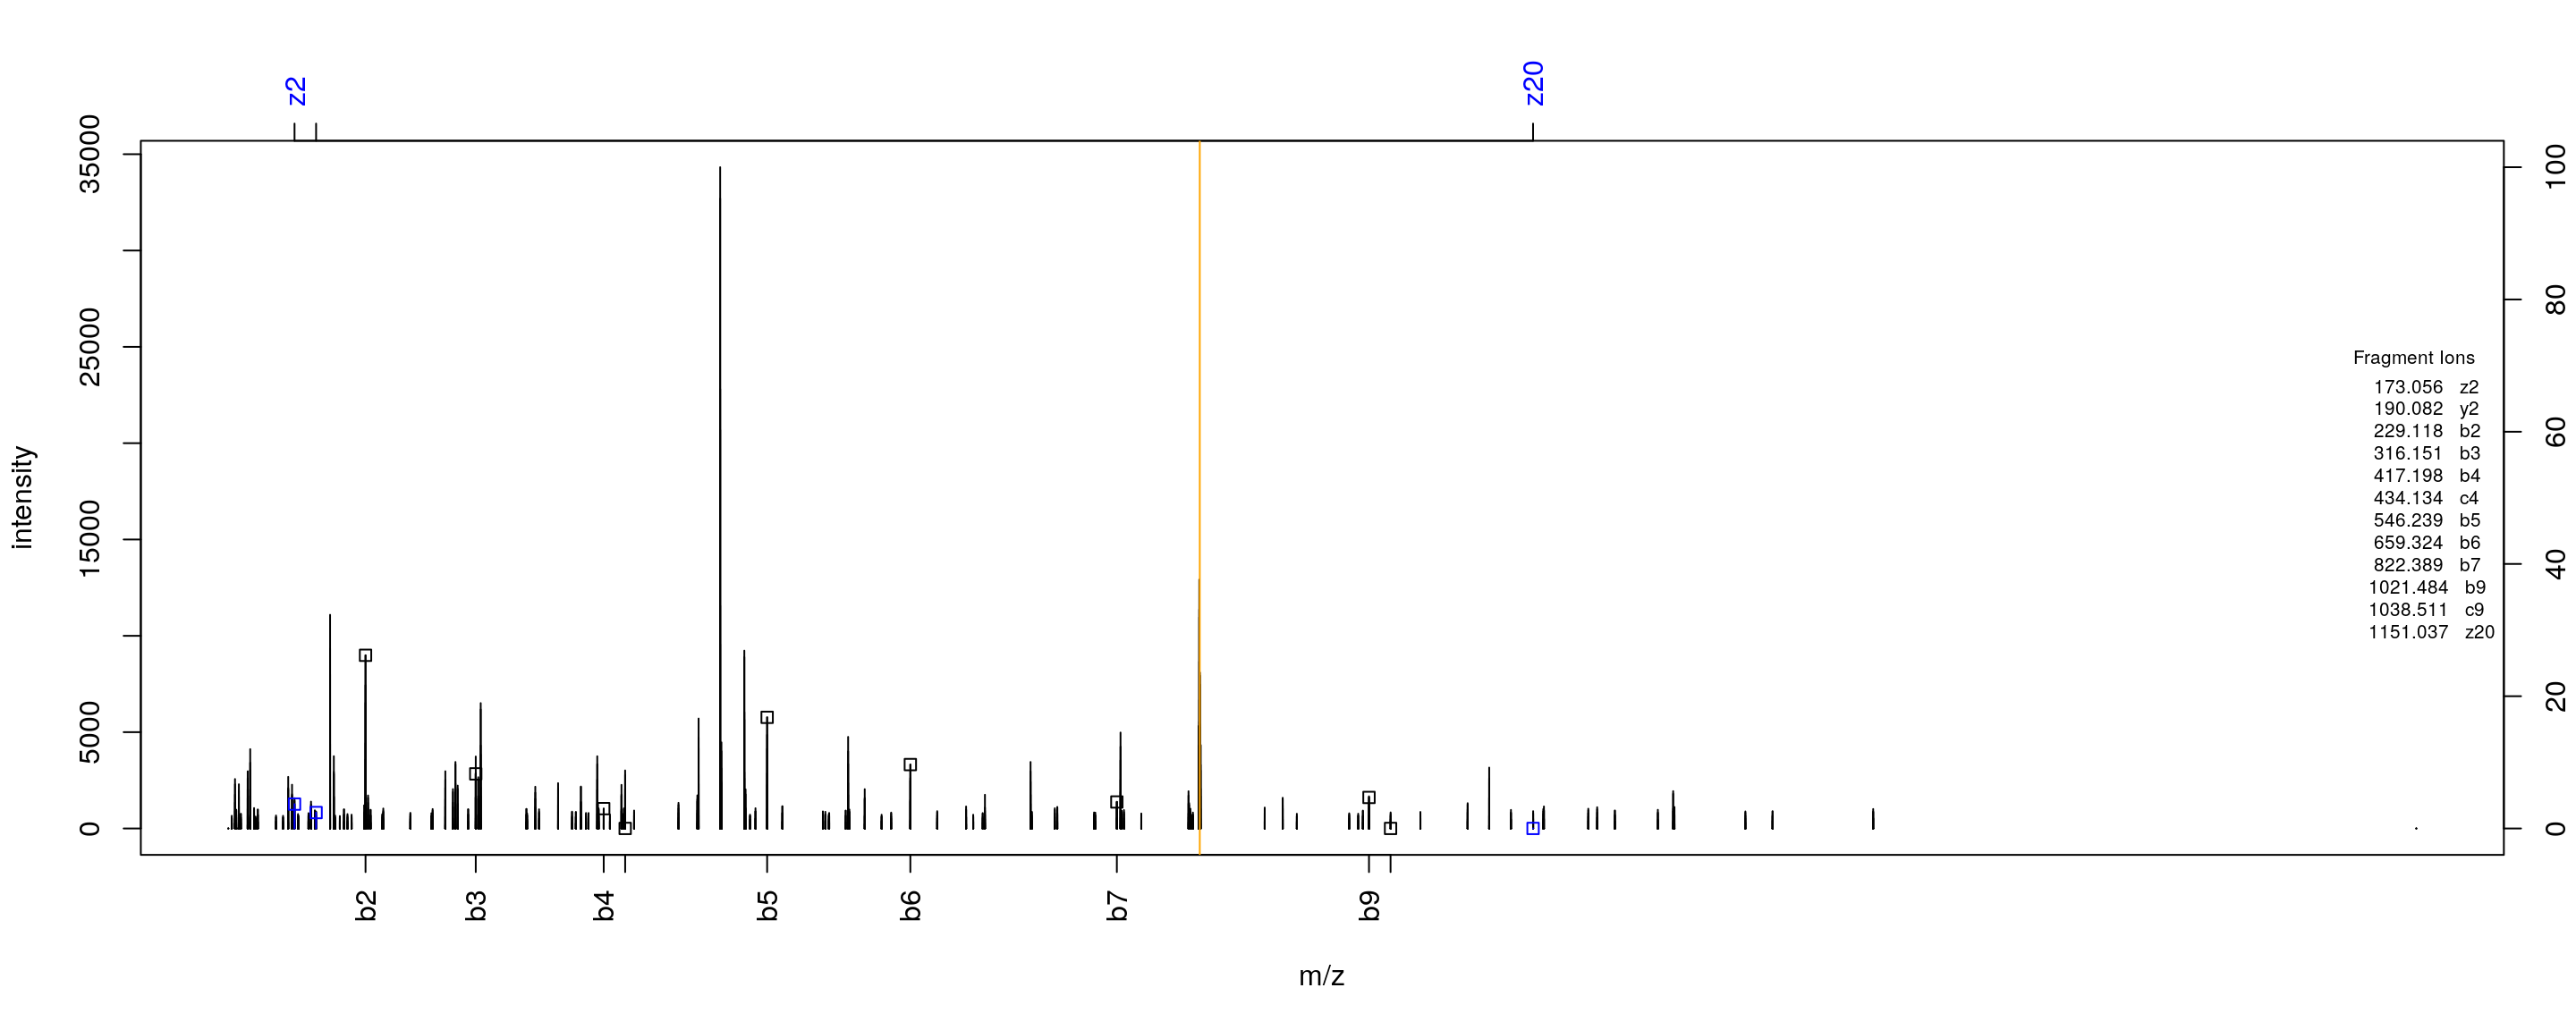 z2
z20
35000
25000
15000
5000
0
intensity
100
80
60
40
20
0
Fragment Ions
173.056 z2
190.082 y2
229.118 b2
316.151 b3
417.198 b4
434.134 c4
546.239 b5
659.324 b6
822.389 b7
1021.484 b9
1038.511 c9
1151.037 z20
b2
b3
b4
b5
b6
b7
b9
m/z